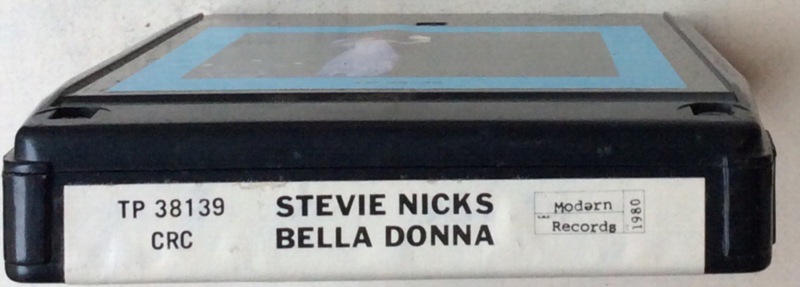 TP 38139
CRC
STEVIE NICKS
BELLA DONNA
Modern
Records
1980